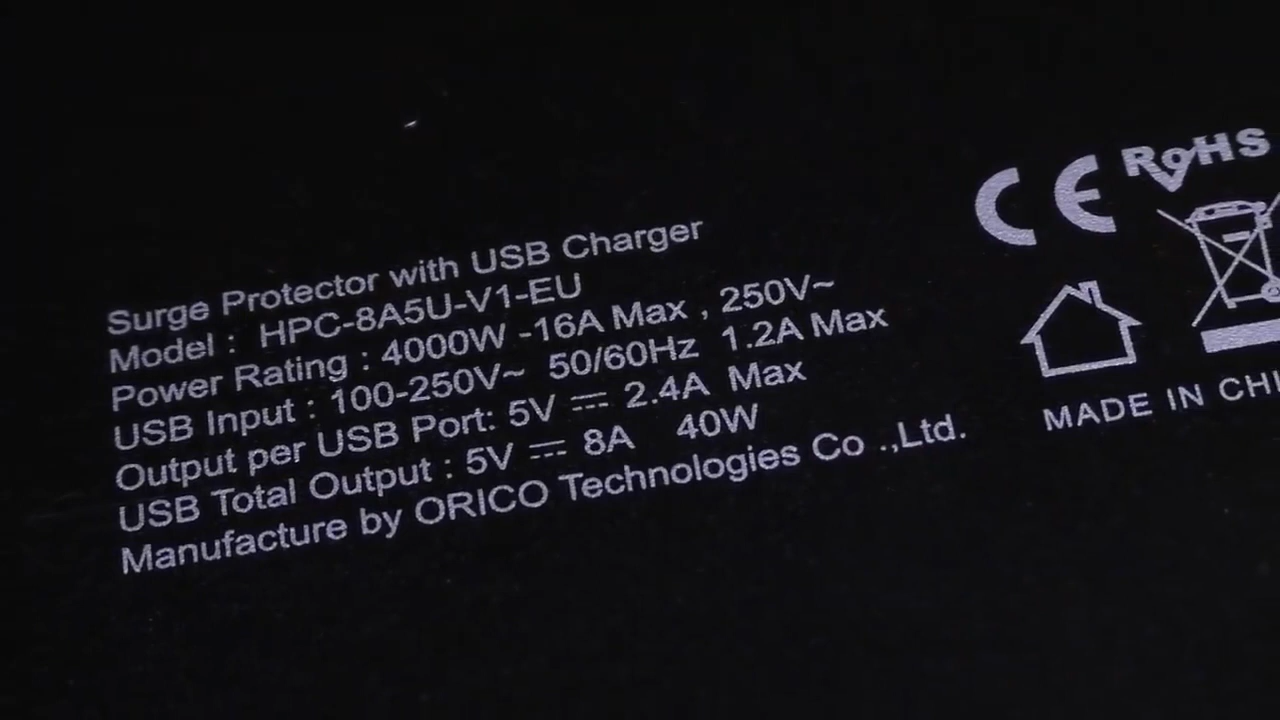 Surge Protector with USB Charger
Model : HPC-8A5U-V1-EU
Power Rating : 4000W -16A Max , 250V~
USB Input : 100-250V~ 50/60Hz 1.2A Max
Output per USB Port: 5V ⎓ 2.4A Max
USB Total Output : 5V ⎓ 8A 40W
Manufacture by ORICO Technologies Co .,Ltd.
CE RoHS
MADE IN CHI